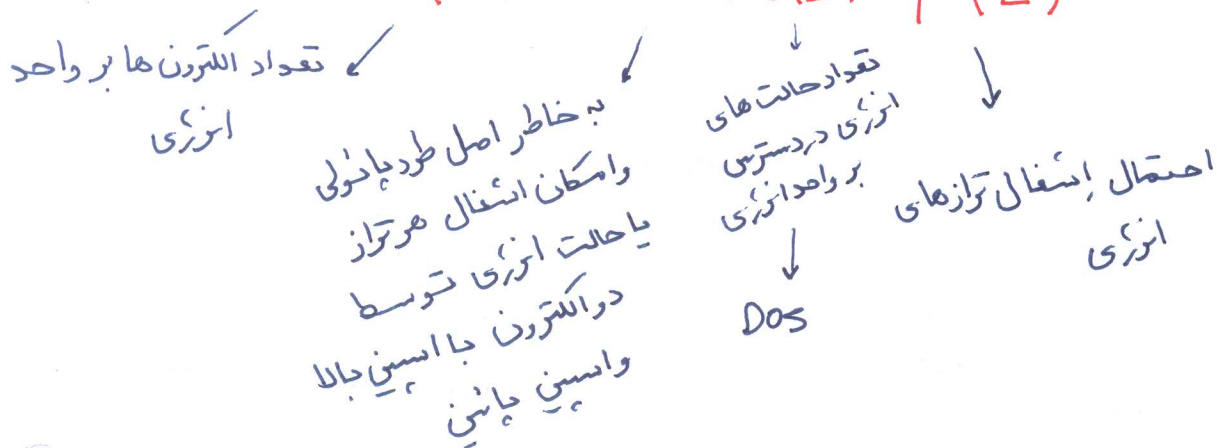 (E)
احتمال اِشغال ترازهای
انرژی
تعداد حالت های
انرژی در دسترس
بر واحد انرژی
DOS
به خاطر اصل طرد پائولی
و امکان اشغال هر تراز
یا حالت انرژی توسط
دو الکترون با اسپین بالا
و اسپین پائین
تعداد الکترون ها بر واحد
انرژی